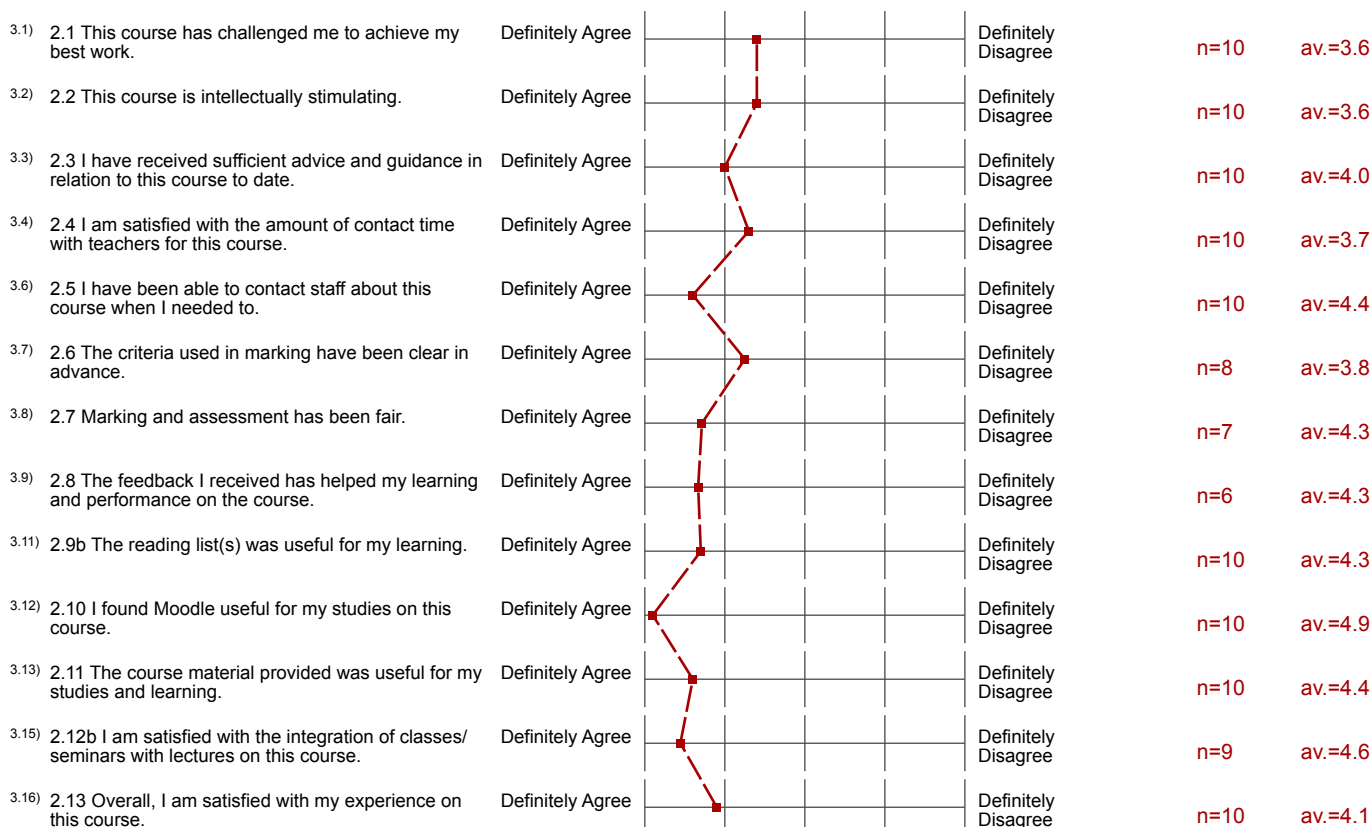 3.1) 2.1 This course has challenged me to achieve my best work. Definitely Agree Definitely Disagree n=10 av.=3.6
3.2) 2.2 This course is intellectually stimulating. Definitely Agree Definitely Disagree n=10 av.=3.6
3.3) 2.3 I have received sufficient advice and guidance in relation to this course to date. Definitely Agree Definitely Disagree n=10 av.=4.0
3.4) 2.4 I am satisfied with the amount of contact time with teachers for this course. Definitely Agree Definitely Disagree n=10 av.=3.7
3.6) 2.5 I have been able to contact staff about this course when I needed to. Definitely Agree Definitely Disagree n=10 av.=4.4
3.7) 2.6 The criteria used in marking have been clear in advance. Definitely Agree Definitely Disagree n=8 av.=3.8
3.8) 2.7 Marking and assessment has been fair. Definitely Agree Definitely Disagree n=7 av.=4.3
3.9) 2.8 The feedback I received has helped my learning and performance on the course. Definitely Agree Definitely Disagree n=6 av.=4.3
3.11) 2.9b The reading list(s) was useful for my learning. Definitely Agree Definitely Disagree n=10 av.=4.3
3.12) 2.10 I found Moodle useful for my studies on this course. Definitely Agree Definitely Disagree n=10 av.=4.9
3.13) 2.11 The course material provided was useful for my studies and learning. Definitely Agree Definitely Disagree n=10 av.=4.4
3.15) 2.12b I am satisfied with the integration of classes/ seminars with lectures on this course. Definitely Agree Definitely Disagree n=9 av.=4.6
3.16) 2.13 Overall, I am satisfied with my experience on this course. Definitely Agree Definitely Disagree n=10 av.=4.1